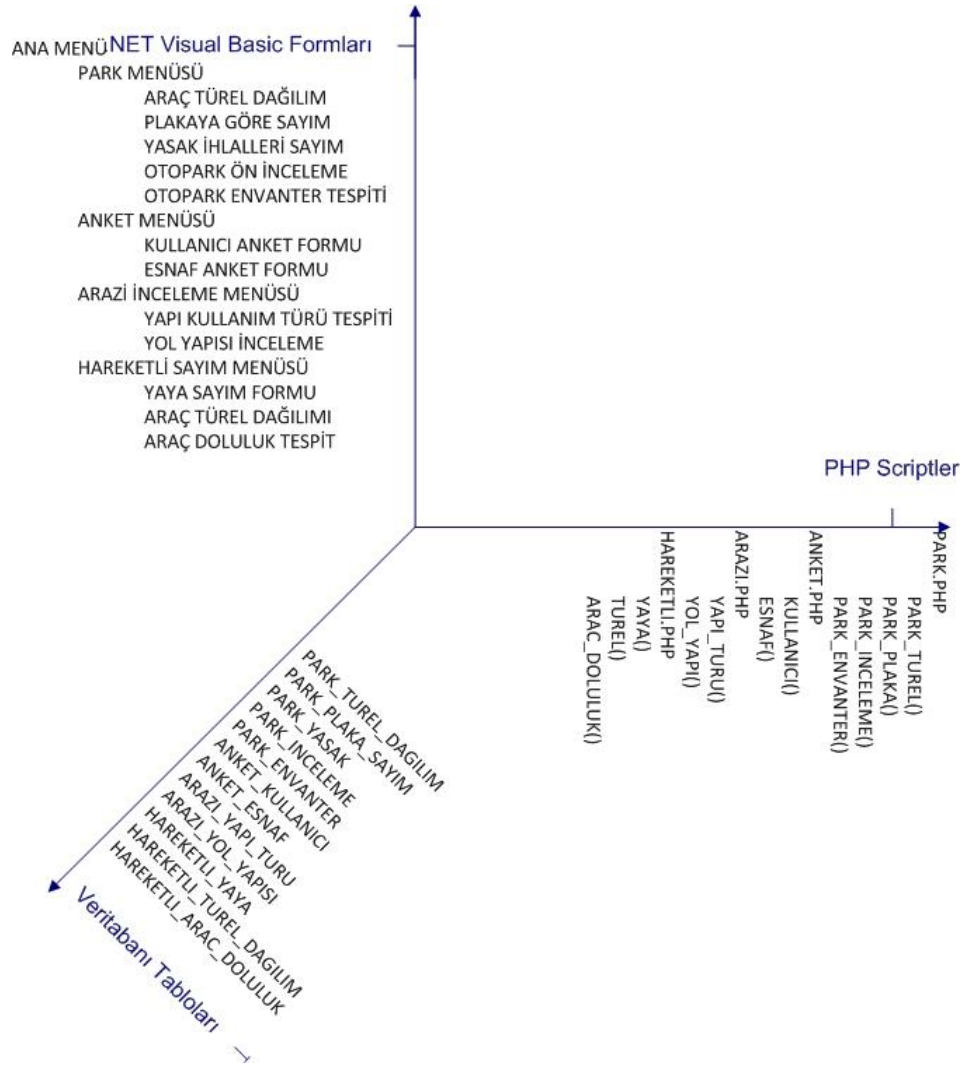 NET Visual Basic Formları
ANA MENÜ
PARK MENÜSÜ
ARAÇ TÜREL DAĞILIM
PLAKAYA GÖRE SAYIM
YASAK İHLALLERİ SAYIM
OTOPARK ÖN İNCELEME
OTOPARK ENVANTER TESPİTİ
ANKET MENÜSÜ
KULLANICI ANKET FORMU
ESNAF ANKET FORMU
ARAZİ İNCELEME MENÜSÜ
YAPI KULLANIM TÜRÜ TESPİTİ
YOL YAPISI İNCELEME
HAREKETLİ SAYIM MENÜSÜ
YAYA SAYIM FORMU
ARAÇ TÜREL DAĞILIMI
ARAÇ DOLULUK TESPİT
PHP Scriptler
PARK.PHP
PARK_TUREL()
PARK_PLAKA()
PARK_INCELEME()
PARK_ENVANTER()
ANKET.PHP
KULLANICI()
ESNAF()
ARAZI.PHP
YAPI_TURU()
YOL_YAPI()
HAREKETLI.PHP
YAYA()
TUREL()
ARAC_DOLULUK()
PARK_TUREL_DAGILIM
PARK_PLAKA_SAYIM
PARK_YASAK
PARK_INCELEME
PARK_ENVANTER
ANKET_KULLANICI
ANKET_ESNAF
ARAZI_YAPI_TURU
ARAZI_YOL_YAPISI
HAREKETLI_YAYA
HAREKETLI_TUREL_DAGILIM
HAREKETLI_ARAC_DOLULUK
Veritabanı Tabloları